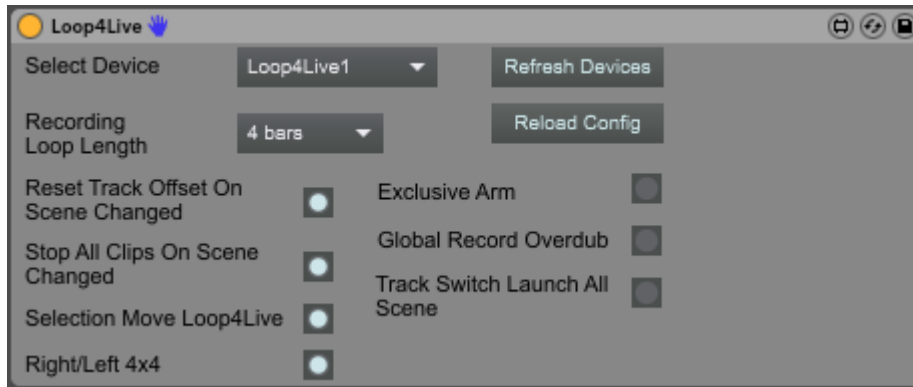 Loop4Live
Select Device
Loop4Live1
Refresh Devices
Recording
Loop Length
4 bars
Reload Config
Reset Track Offset On
Scene Changed
Exclusive Arm
Stop All Clips On Scene
Changed
Global Record Overdub
Track Switch Launch All
Scene
Selection Move Loop4Live
Right/Left 4x4